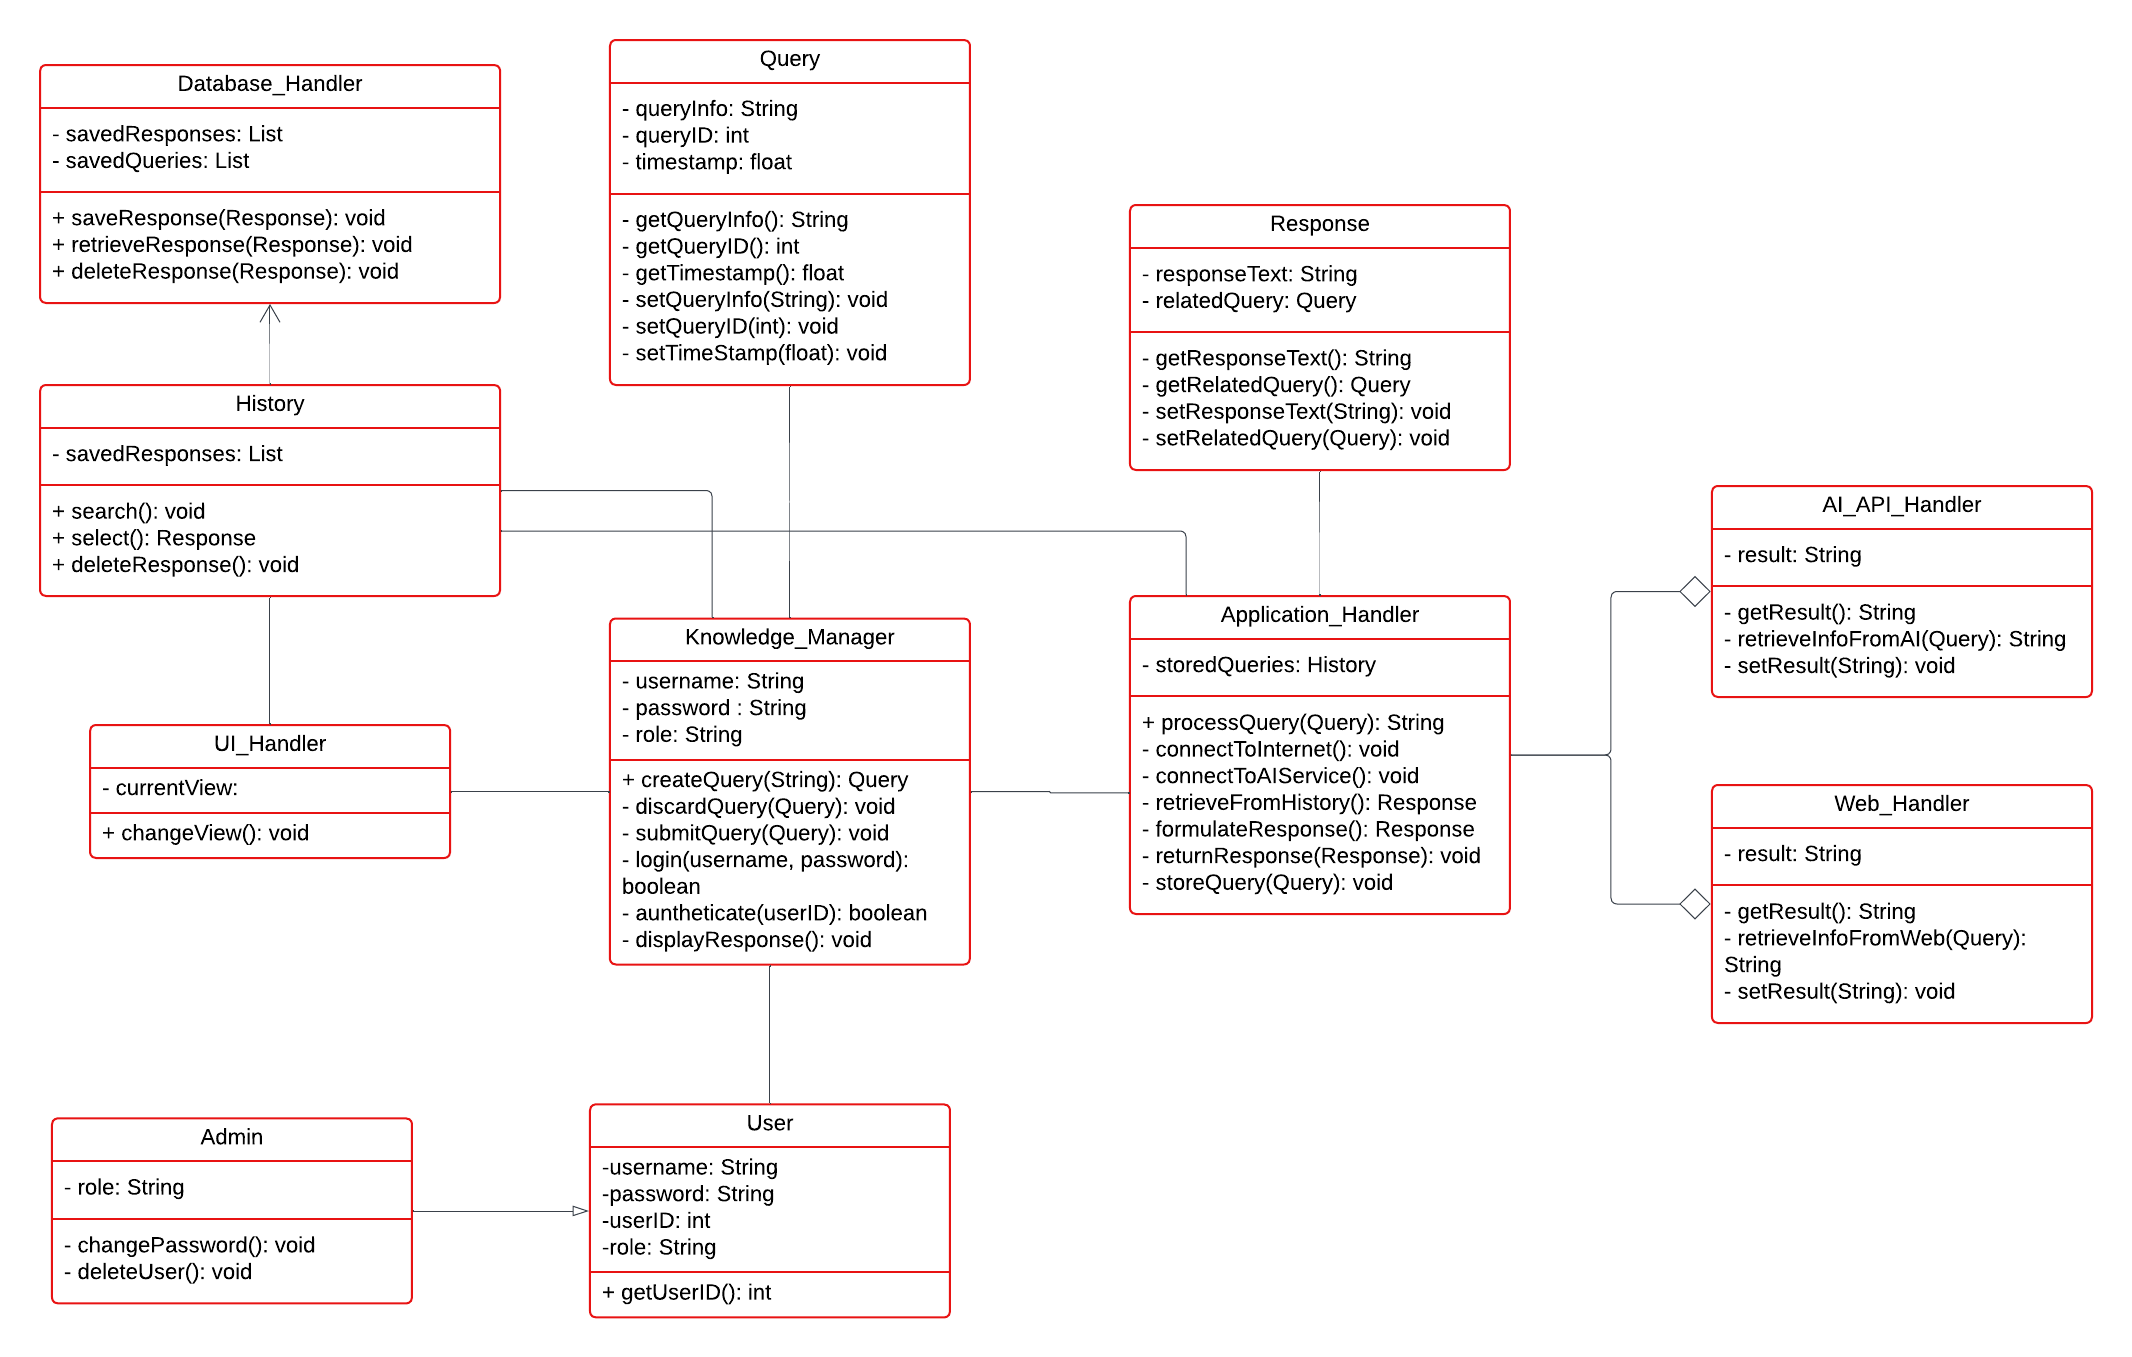 Database_Handler
- savedResponses: List
- savedQueries: List
+ saveResponse(Response): void
+ retrieveResponse(Response): void
+ deleteResponse(Response): void
Query
- queryInfo: String
- queryID: int
- timestamp: float
- getQueryInfo(): String
- getQueryID(): int
- getTimestamp(): float
- setQueryInfo(String): void
- setQueryID(int): void
- setTimeStamp(float): void
Response
- responseText: String
- relatedQuery: Query
- getResponseText(): String
- getRelatedQuery(): Query
- setResponseText(String): void
- setRelatedQuery(Query): void
History
- savedResponses: List
+ search(): void
+ select(): Response
+ deleteResponse(): void
AI_API_Handler
- result: String
- getResult(): String
- retrieveInfoFromAI(Query): String
- setResult(String): void
Knowledge_Manager
- username: String
- password : String
- role: String
+ createQuery(String): Query
- discardQuery(Query): void
- submitQuery(Query): void
- login(username, password):
boolean
- auntheticate(userID): boolean
- displayResponse(): void
Application_Handler
- storedQueries: History
+ processQuery(Query): String
- connectToInternet(): void
- connectToAIService(): void
- retrieveFromHistory(): Response
- formulateResponse(): Response
- returnResponse(Response): void
- storeQuery(Query): void
UI_Handler
- currentView:
+ changeView(): void
Web_Handler
- result: String
- getResult(): String
- retrieveInfoFromWeb(Query):
String
- setResult(String): void
Admin
- role: String
- changePassword(): void
- deleteUser(): void
User
-username: String
-password: String
-userID: int
-role: String
+ getUserID(): int